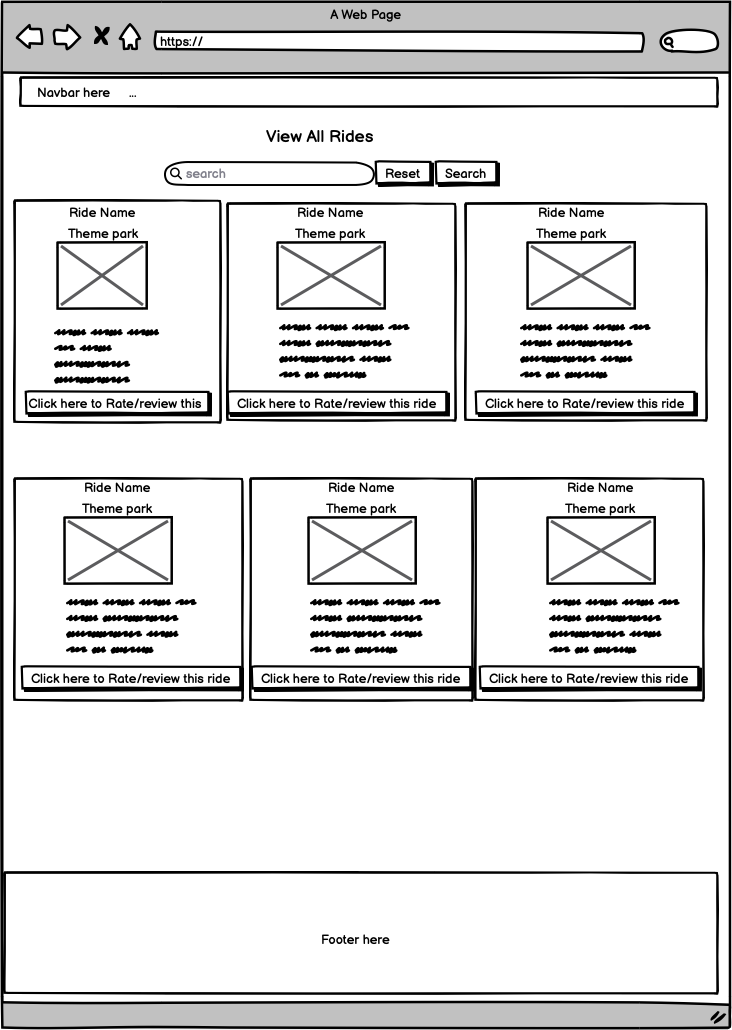 A Web Page
https://
Navbar here ...
View All Rides
search Reset Search
Ride Name Ride Name Ride Name
Theme park Theme park Theme park
Click here to Rate/review this Click here to Rate/review this ride Click here to Rate/review this ride
Ride Name Ride Name Ride Name
Theme park Theme park Theme park
Click here to Rate/review this ride Click here to Rate/review this ride Click here to Rate/review this ride
Footer here